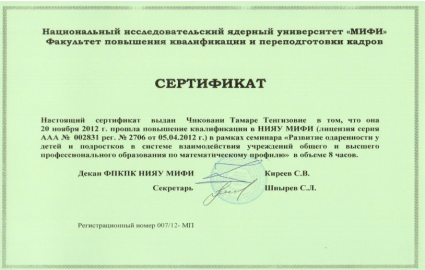 Национальный исследовательский ядерный университет «МИФИ»
Факультет повышения квалификации и переподготовки кадров
СЕРТИФИКАТ
Настоящий сертификат выдан Чиковани Тамаре Тенгизовне в том, что она
20 ноября 2012 г. прошла повышение квалификации в НИЯУ МИФИ (лицензия серия
ААА № 002831 рег. № 2706 от 05.04.2012 г.) в рамках семинара «Развитие одаренности у
детей и подростков в системе взаимодействия учреждений общего и высшего
профессионального образования по математическому профилю» в объеме 8 часов.
Декан ФПКПК НИЯУ МИФИ Киреев С.В.
Секретарь Швырев С.Л.
Регистрационный номер 007/12- МП